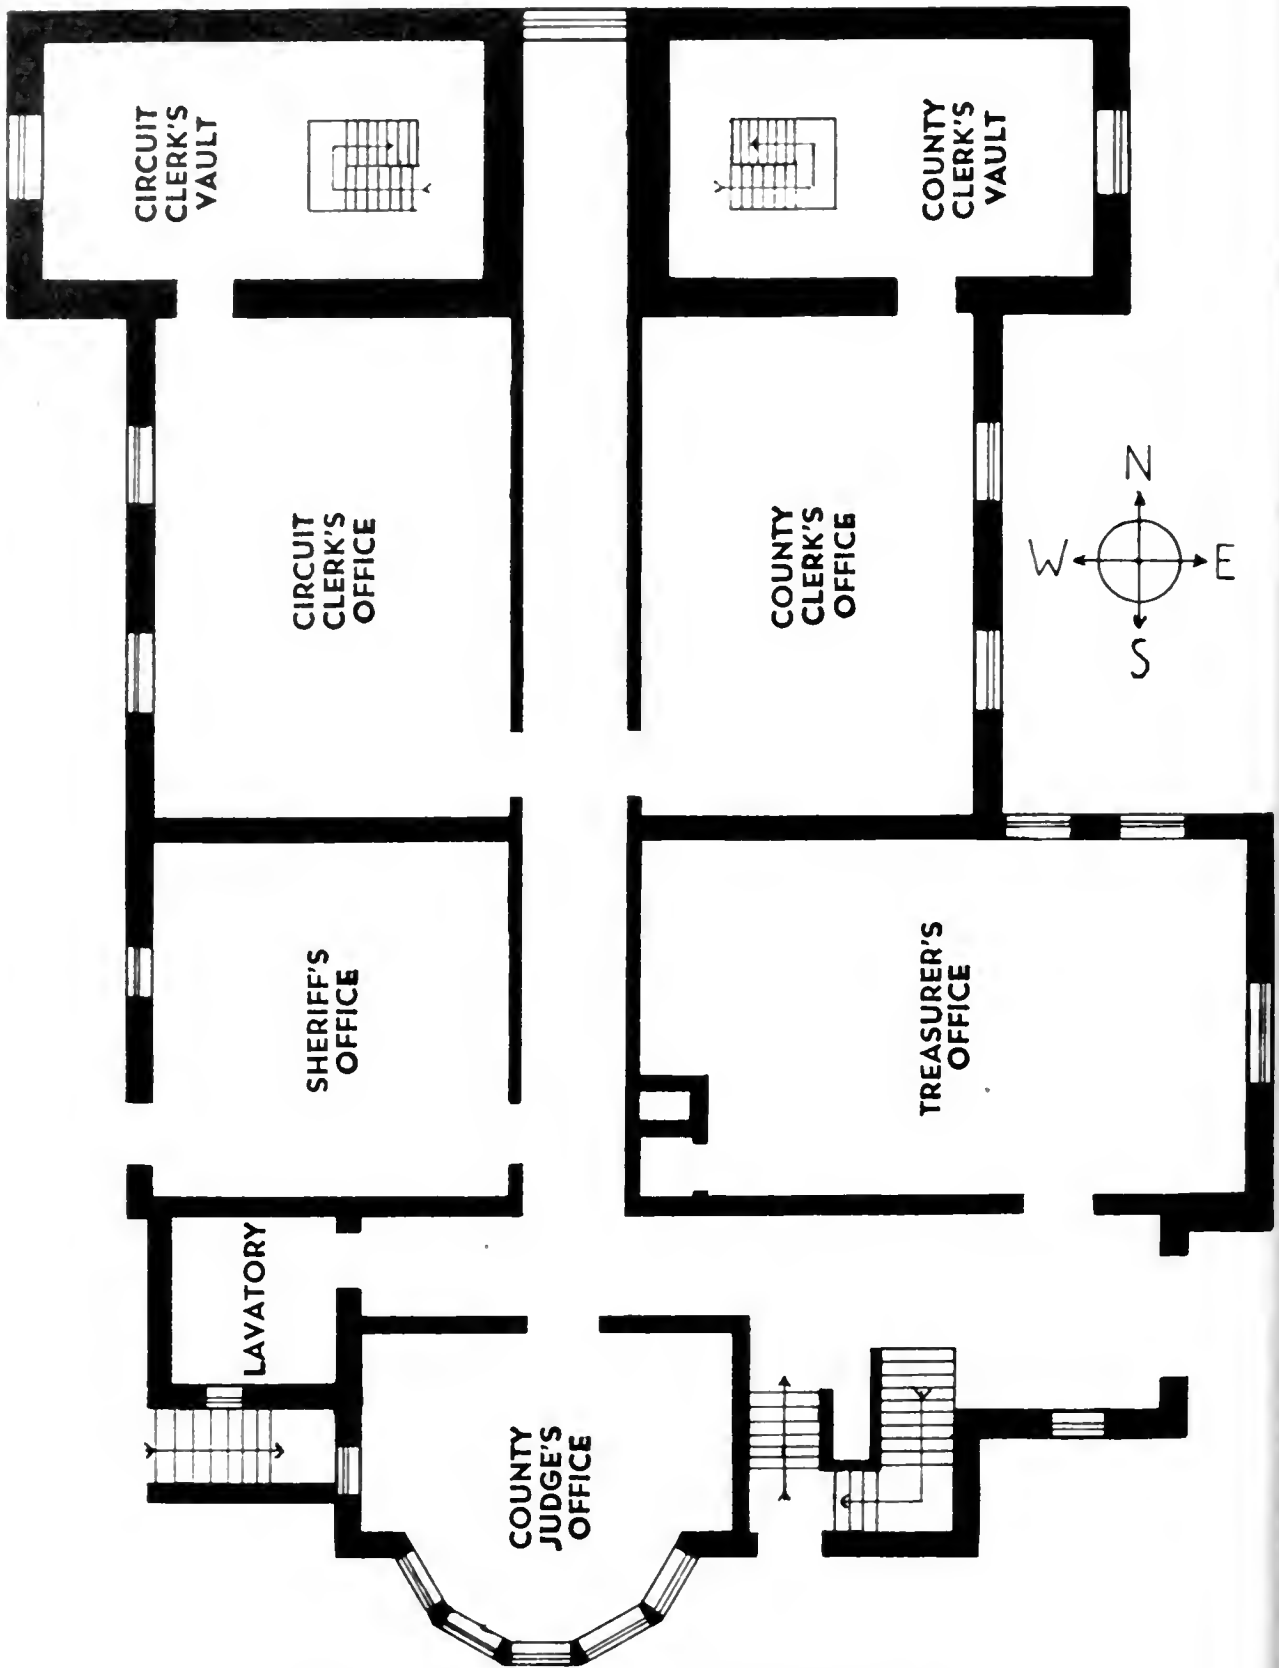 CIRCUIT
CLERK'S
VAULT
COUNTY
CLERK'S
VAULT
CIRCUIT
CLERK'S
OFFICE
COUNTY
CLERK'S
OFFICE
N
W
E
S
SHERIFF'S
OFFICE
TREASURER'S
OFFICE
LAVATORY
COUNTY
JUDGE'S
OFFICE